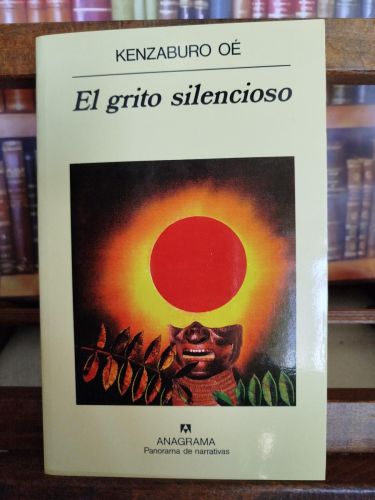 KENZABURO OÉ
El grito silencioso
ANAGRAMA
Panorama de narrativas